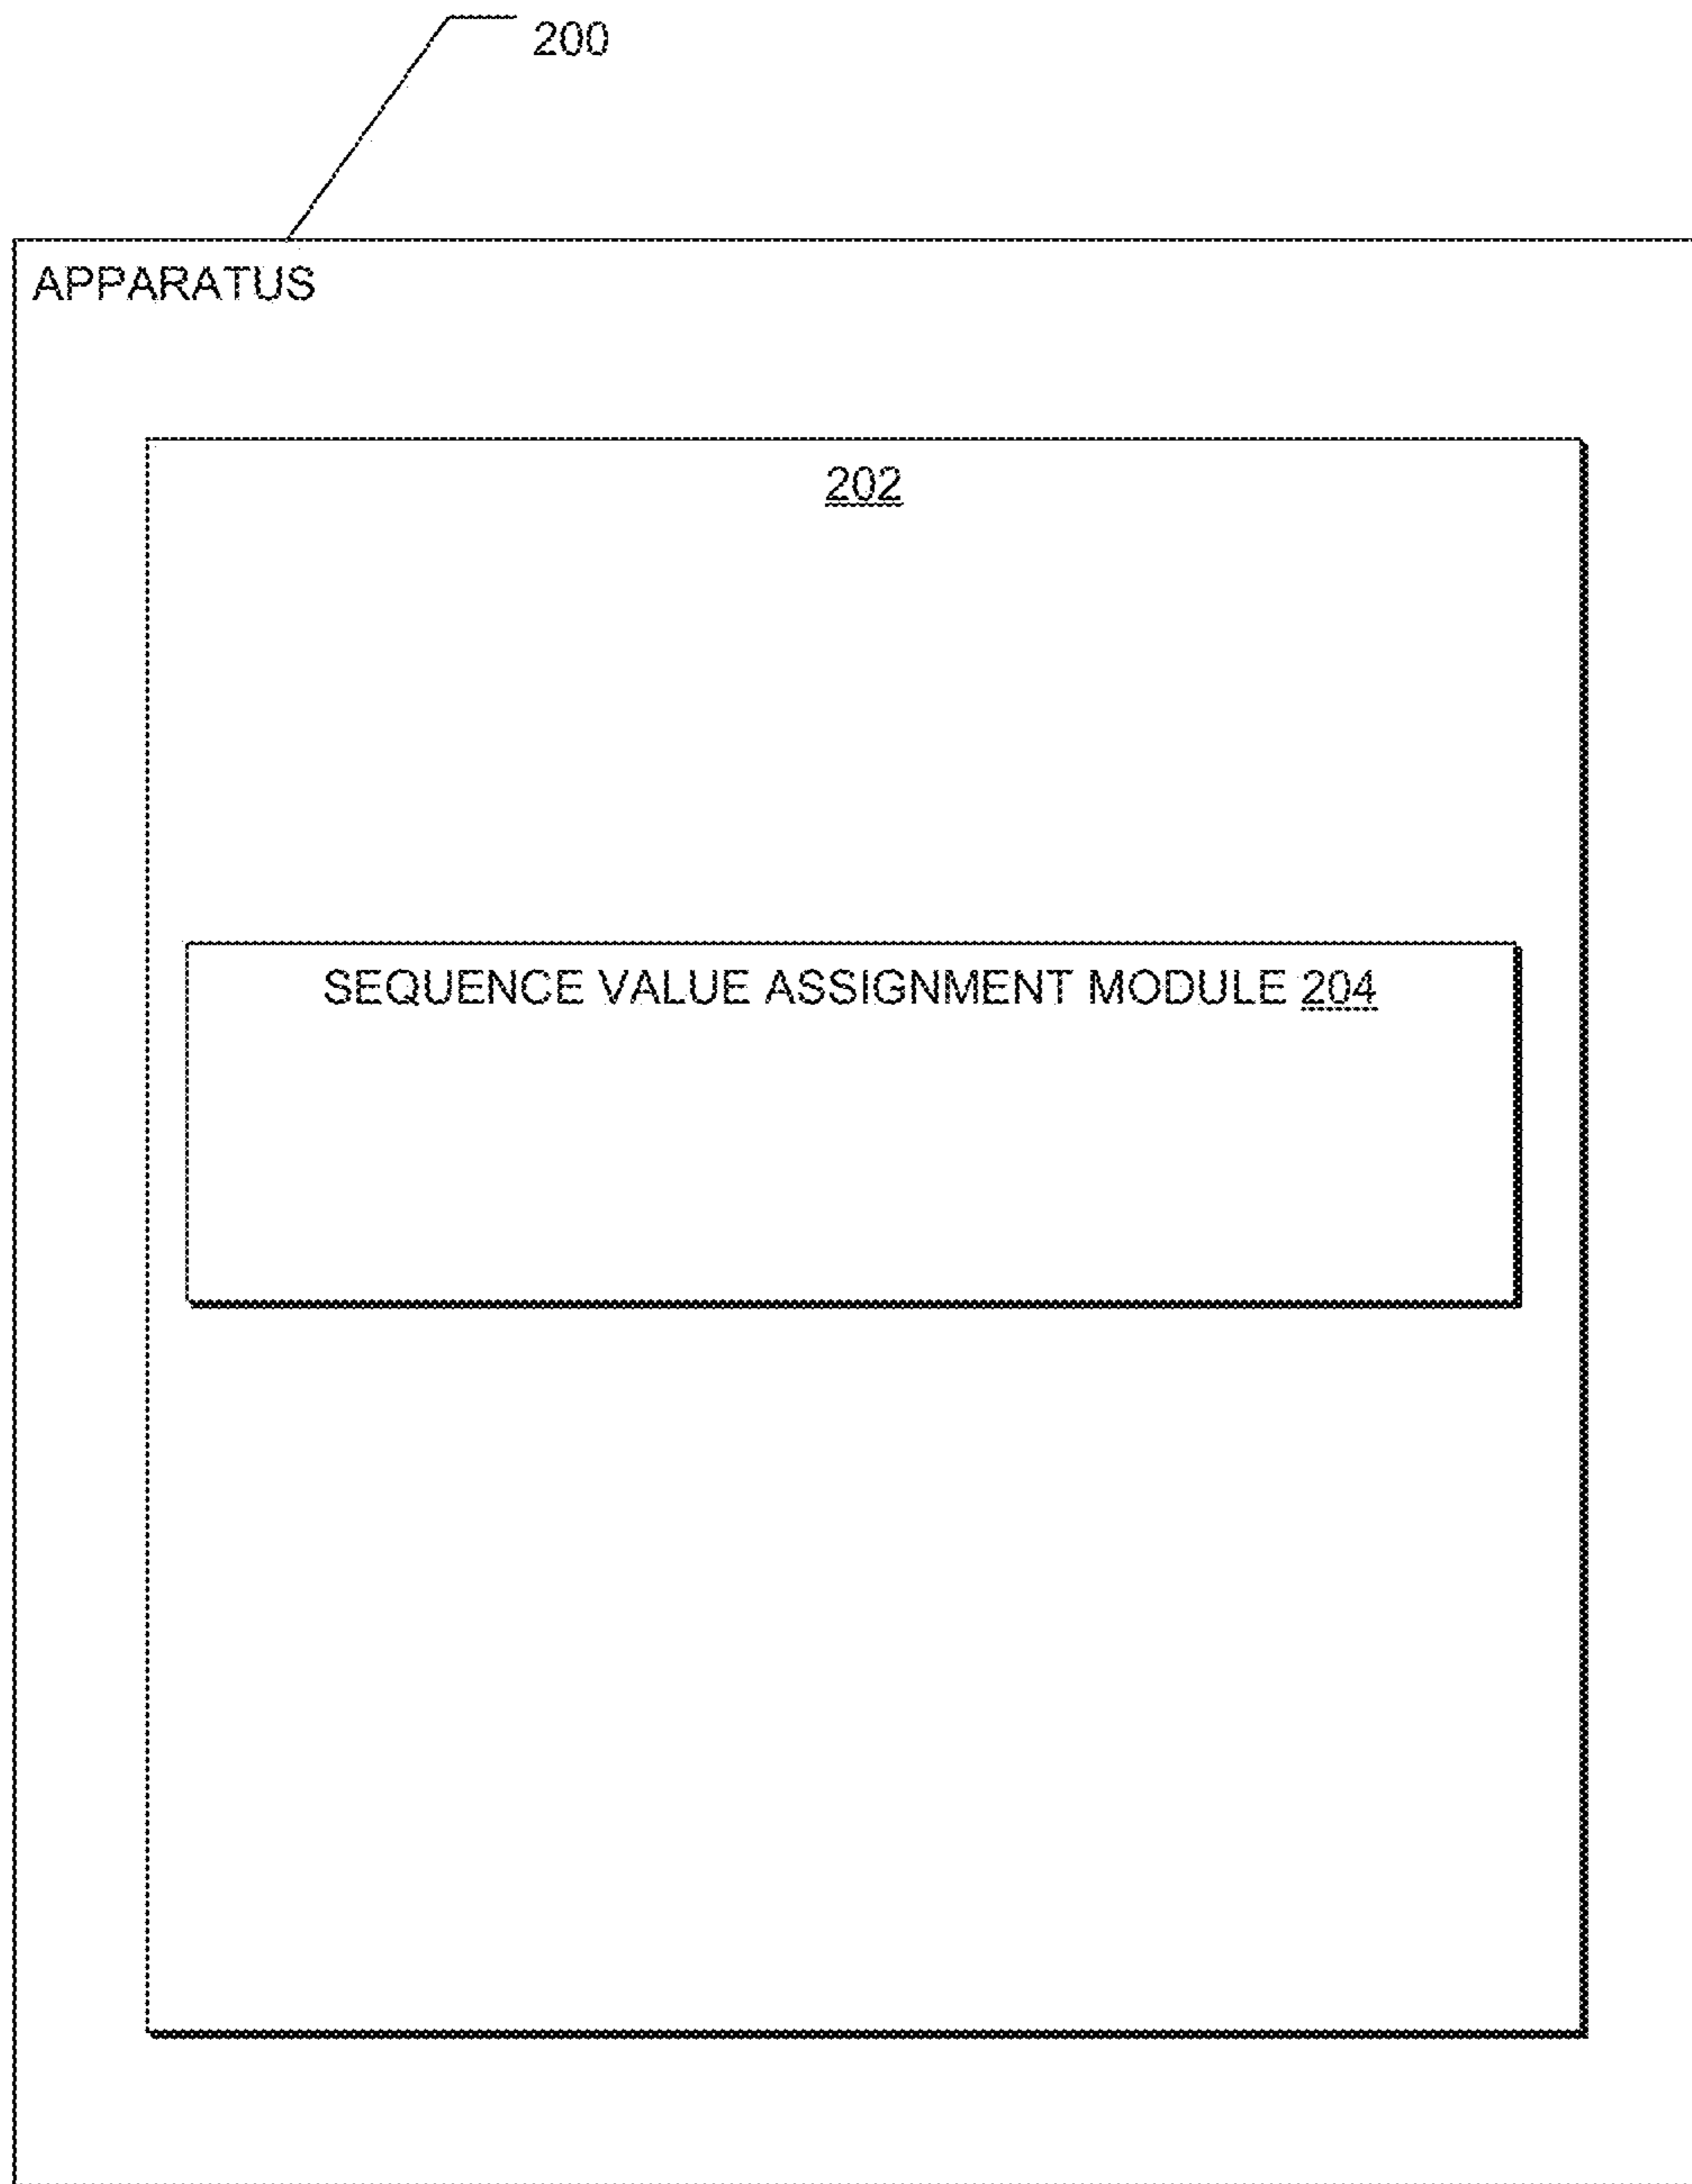 200
APPARATUS
202
SEQUENCE VALUE ASSIGNMENT MODULE 204